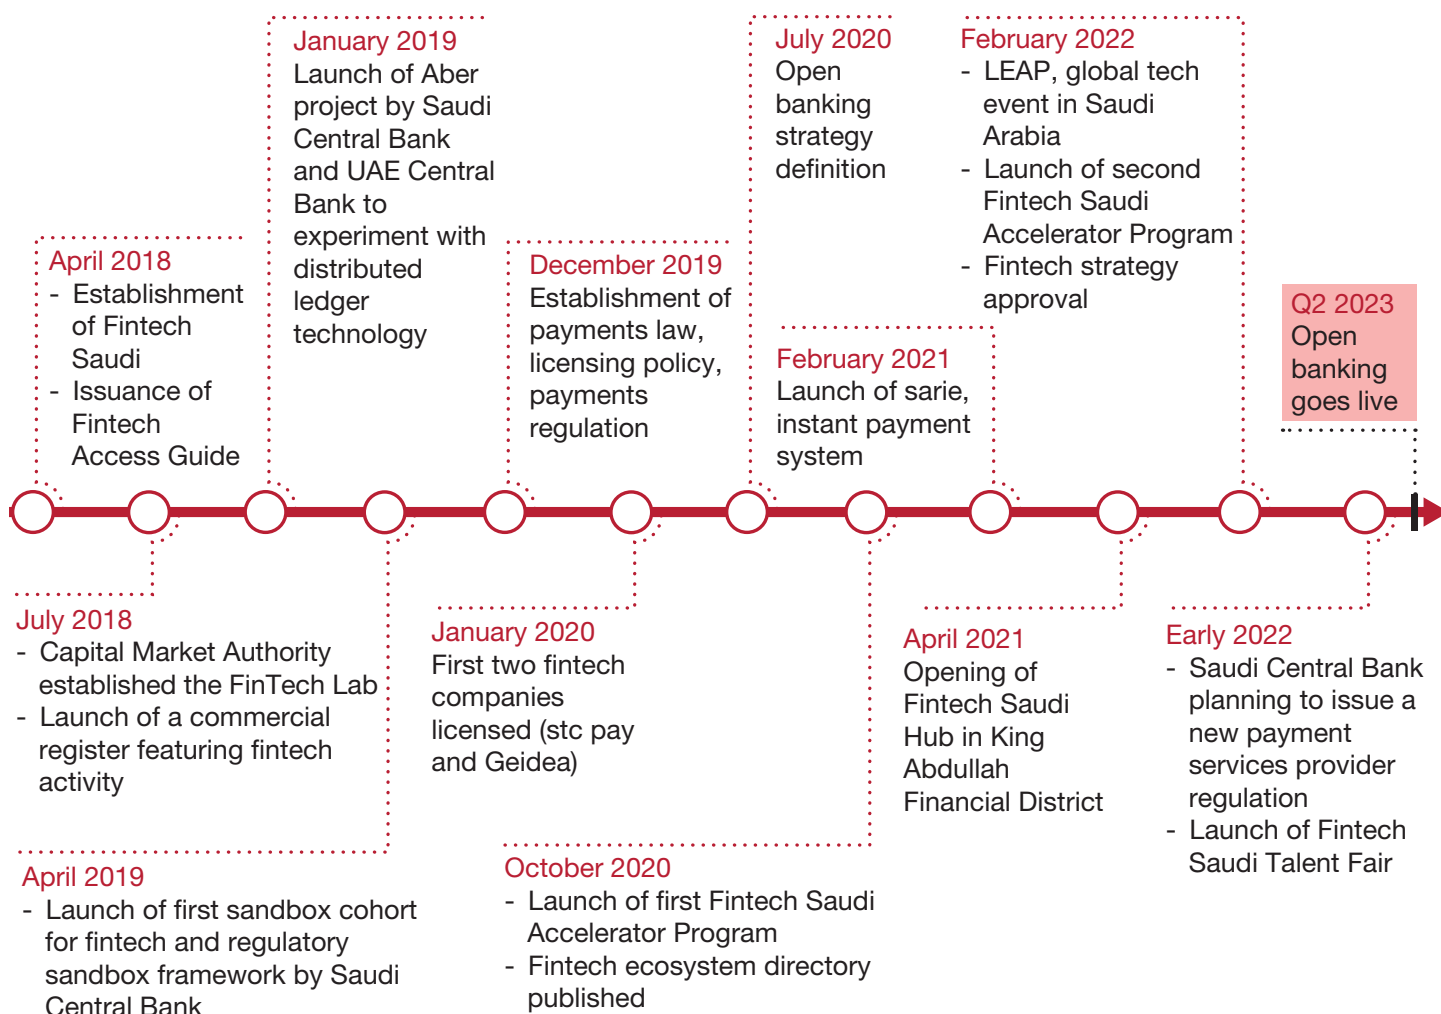 January 2019
Launch of Aber
project by Saudi
Central Bank
and UAE Central
Bank to
experiment with
distributed
ledger
technology
July 2020
Open
banking
strategy
definition
February 2022
- LEAP, global tech
event in Saudi
Arabia
- Launch of second
Fintech Saudi
Accelerator Program
- Fintech strategy
approval
April 2018
- Establishment
of Fintech
Saudi
- Issuance of
Fintech
Access Guide
December 2019
Establishment of
payments law,
licensing policy,
payments
regulation
February 2021
Launch of sarie,
instant payment
system
Q2 2023
Open
banking
goes live
July 2018
- Capital Market Authority
established the FinTech Lab
- Launch of a commercial
register featuring fintech
activity
January 2020
First two fintech
companies
licensed (stc pay
and Geidea)
April 2021
Opening of
Fintech Saudi
Hub in King
Abdullah
Financial District
Early 2022
- Saudi Central Bank
planning to issue a
new payment
services provider
regulation
- Launch of Fintech
Saudi Talent Fair
April 2019
- Launch of first sandbox cohort
for fintech and regulatory
sandbox framework by Saudi
Central Bank
October 2020
- Launch of first Fintech Saudi
Accelerator Program
- Fintech ecosystem directory
published